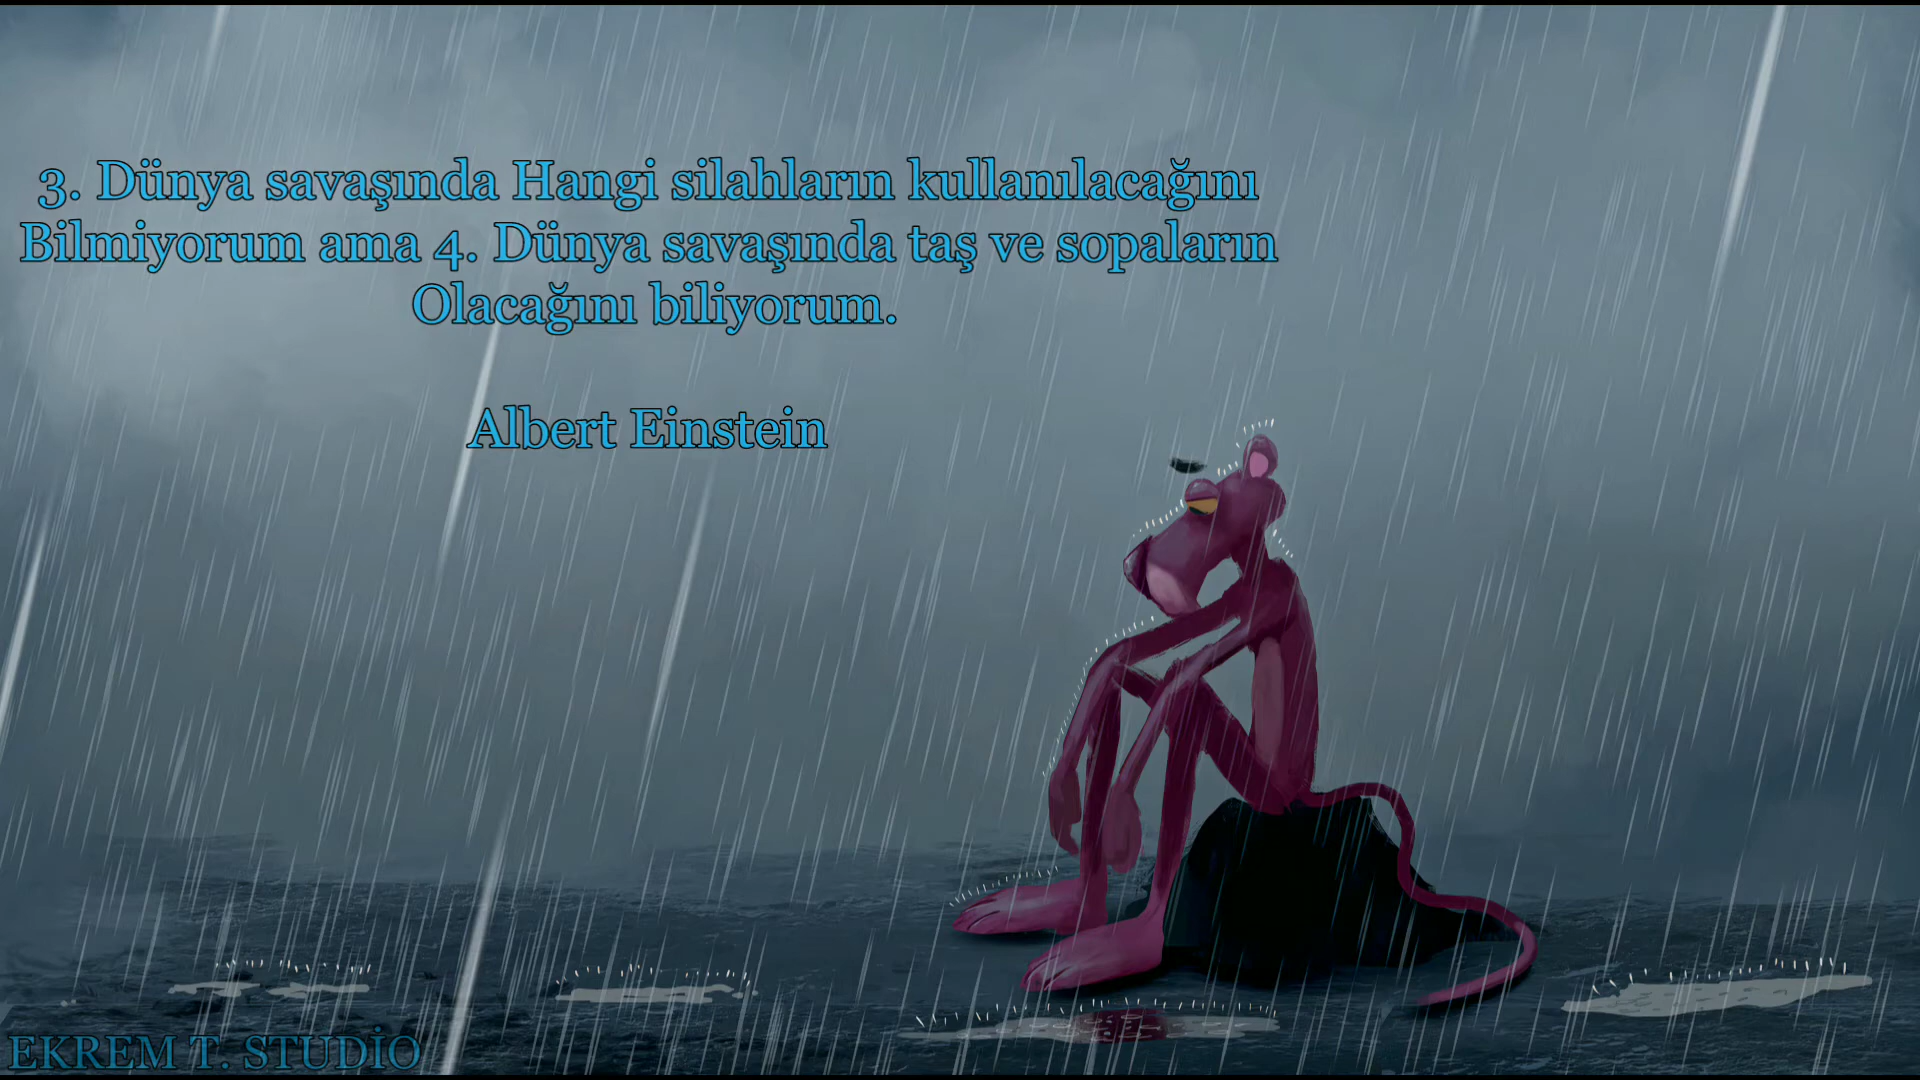 3. Dünya savaşında Hangi silahların kullanılacağını
Bilmiyorum ama 4. Dünya savaşında taş ve sopaların
Olacağını biliyorum.
Albert Einstein
EKREM T. STUDİO